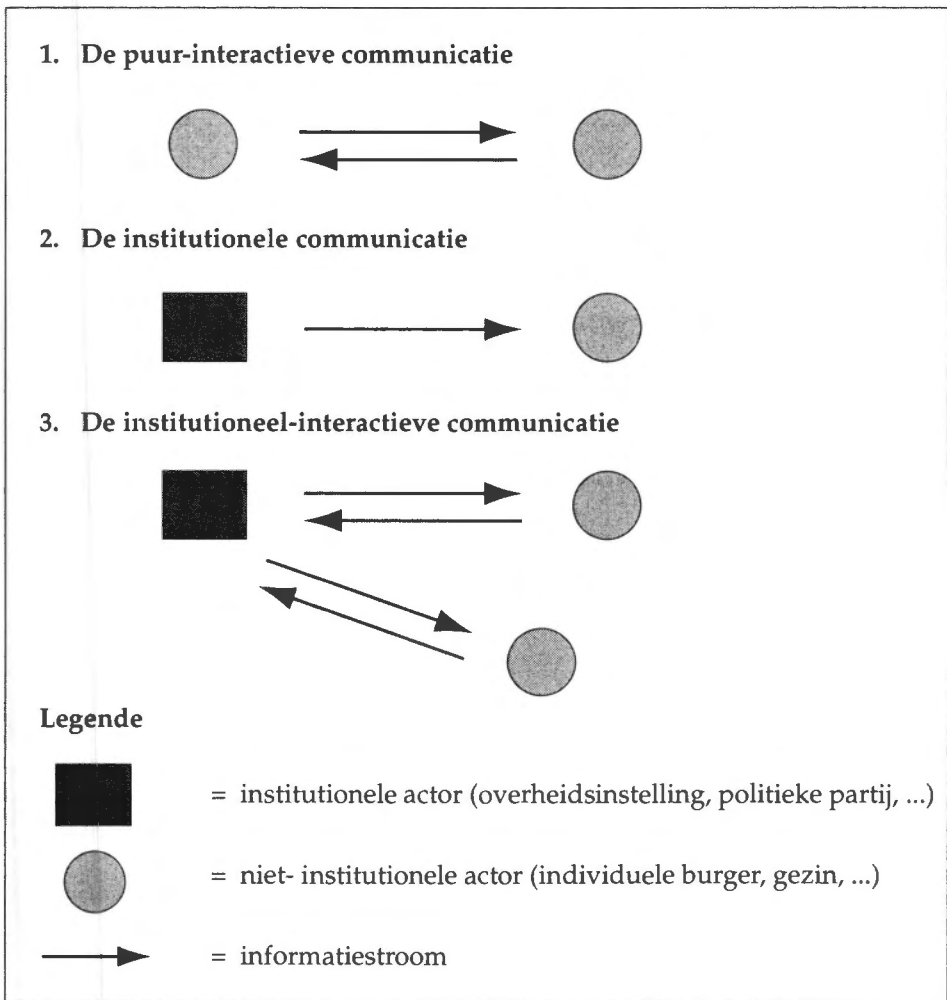 1. De puur-interactieve communicatie
2. De institutionele communicatie
3. De institutioneel-interactieve communicatie
Legende
= institutionele actor (overheidsinstelling, politieke partij, ...)
= niet- institutionele actor (individuele burger, gezin, ...)
= informatiestroom